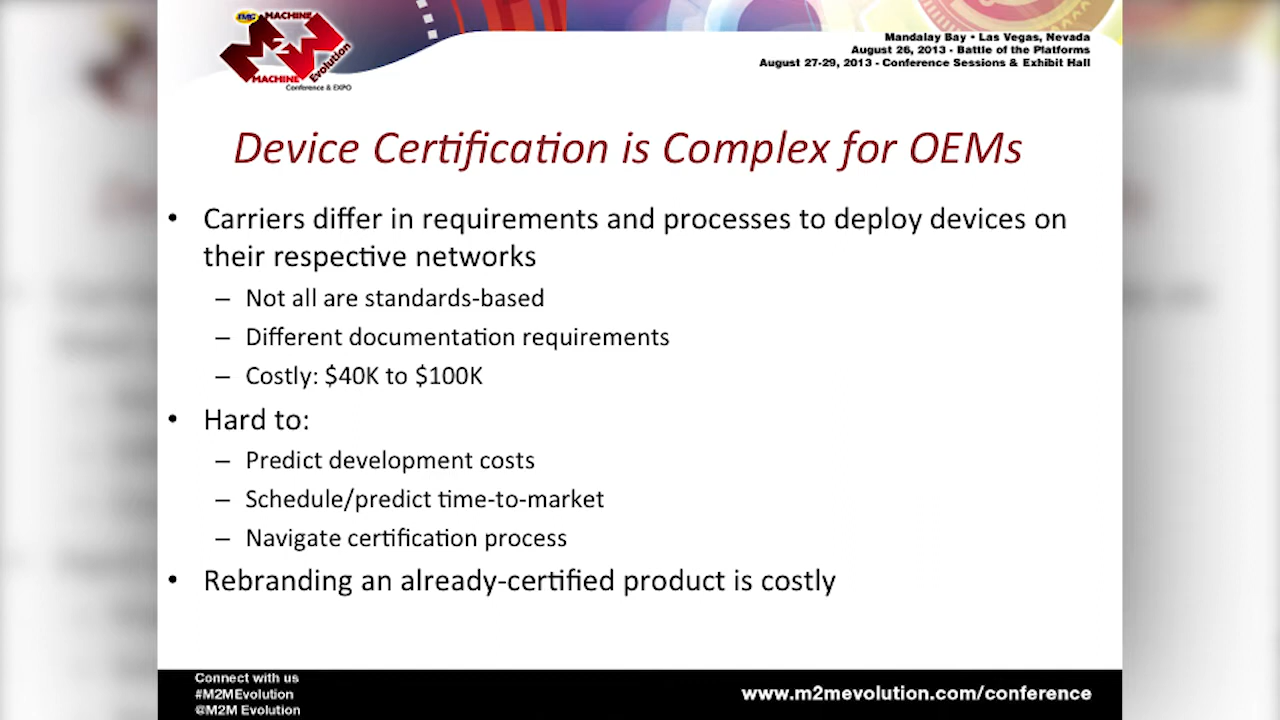 TMC
MACHINE
M2M
MACHINE
Evolution
Conference & EXPO
Mandalay Bay • Las Vegas, Nevada
August 26, 2013 - Battle of the Platforms
August 27-29, 2013 - Conference Sessions & Exhibit Hall
Device Certification is Complex for OEMs
• Carriers differ in requirements and processes to deploy devices on
their respective networks
– Not all are standards-based
– Different documentation requirements
– Costly: $40K to $100K
• Hard to:
– Predict development costs
– Schedule/predict time-to-market
– Navigate certification process
• Rebranding an already-certified product is costly
Connect with us
#M2MEvolution
@M2M Evolution
www.m2mevolution.com/conference